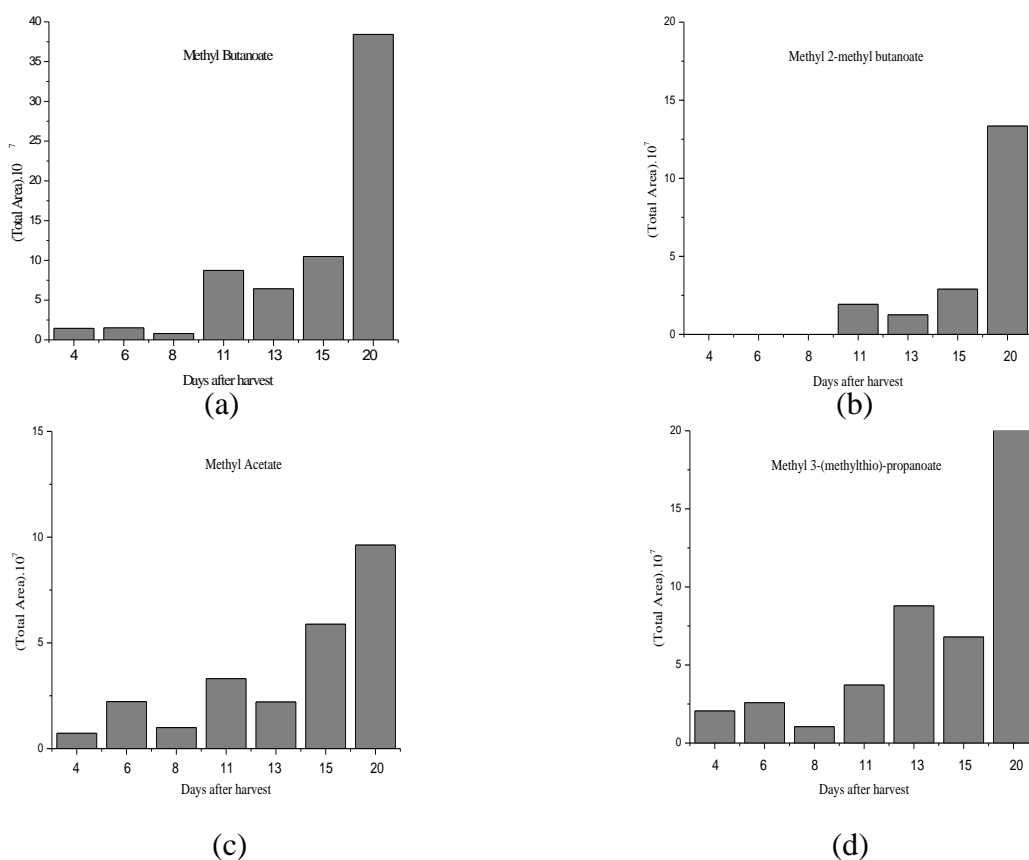 40
35
30
25
20
15
10
5
0
(Total Area).10 7
Methyl Butanoate
4 6 8 11 13 15 20
Days after harvest
(a)
20
15
10
5
0
(Total Area).10 7
Methyl 2-methyl butanoate
4 6 8 11 13 15 20
Days after harvest
(b)
15
10
5
0
(Total Area).10 7
Methyl Acetate
4 6 8 11 13 15 20
Days after harvest
(c)
20
15
10
5
0
(Total Area).10 7
Methyl 3-(methylthio)-propanoate
4 6 8 11 13 15 20
Days after harvest
(d)